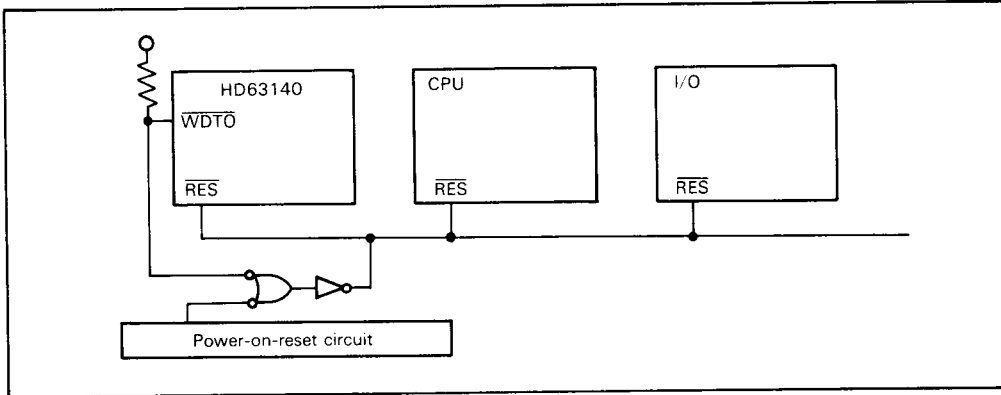 HD63140
WDTO
RES
CPU
RES
I/O
RES
Power-on-reset circuit